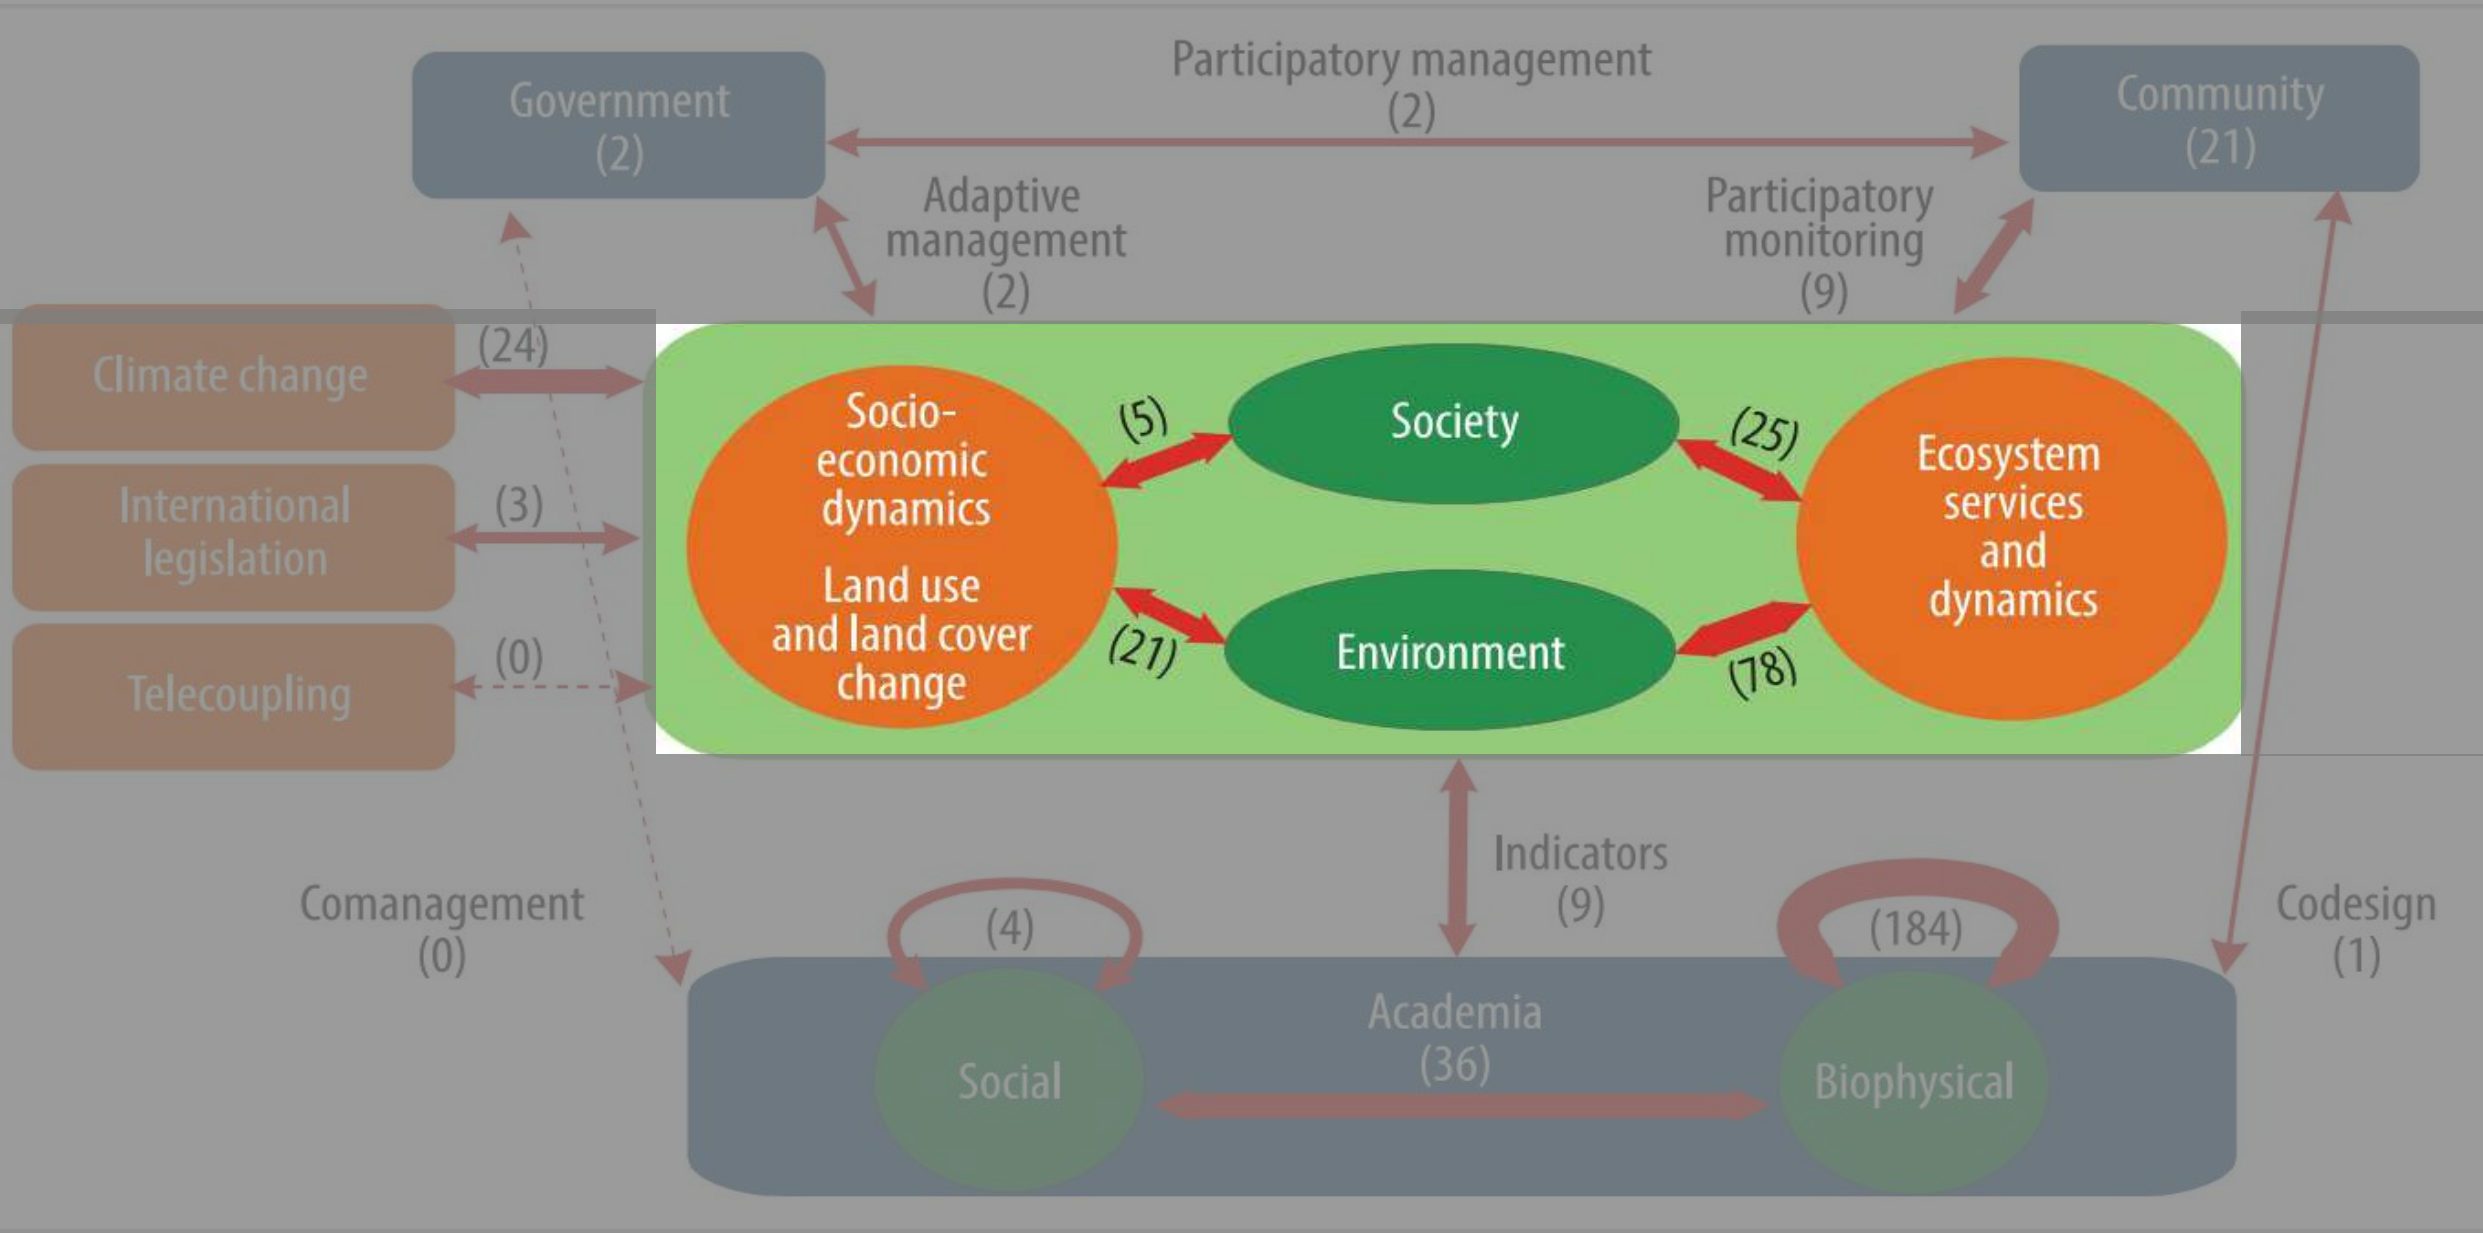 Participatory management
(2)
Government
(2)
Community
(21)
Adaptive
management
(2)
Participatory
monitoring
(9)
Climate change
(24)
International
legislation
(3)
Telecoupling
(0)
Socio-
economic
dynamics
Land use
and land cover
change
(5)
Society
(25)
Ecosystem
services
and
dynamics
(21)
Environment
(78)
Comanagement
(0)
Indicators
(9)
Codesign
(1)
(4)
(184)
Academia
(36)
Social
Biophysical